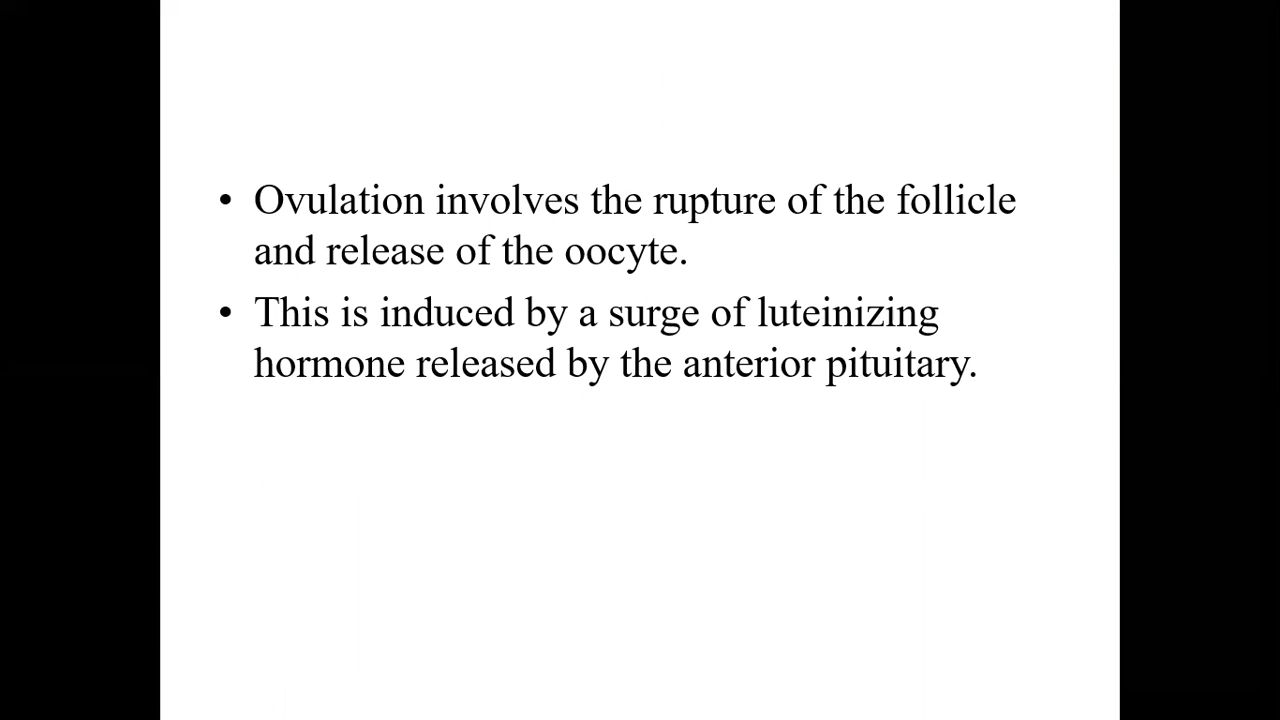 • Ovulation involves the rupture of the follicle
and release of the oocyte.
• This is induced by a surge of luteinizing
hormone released by the anterior pituitary.